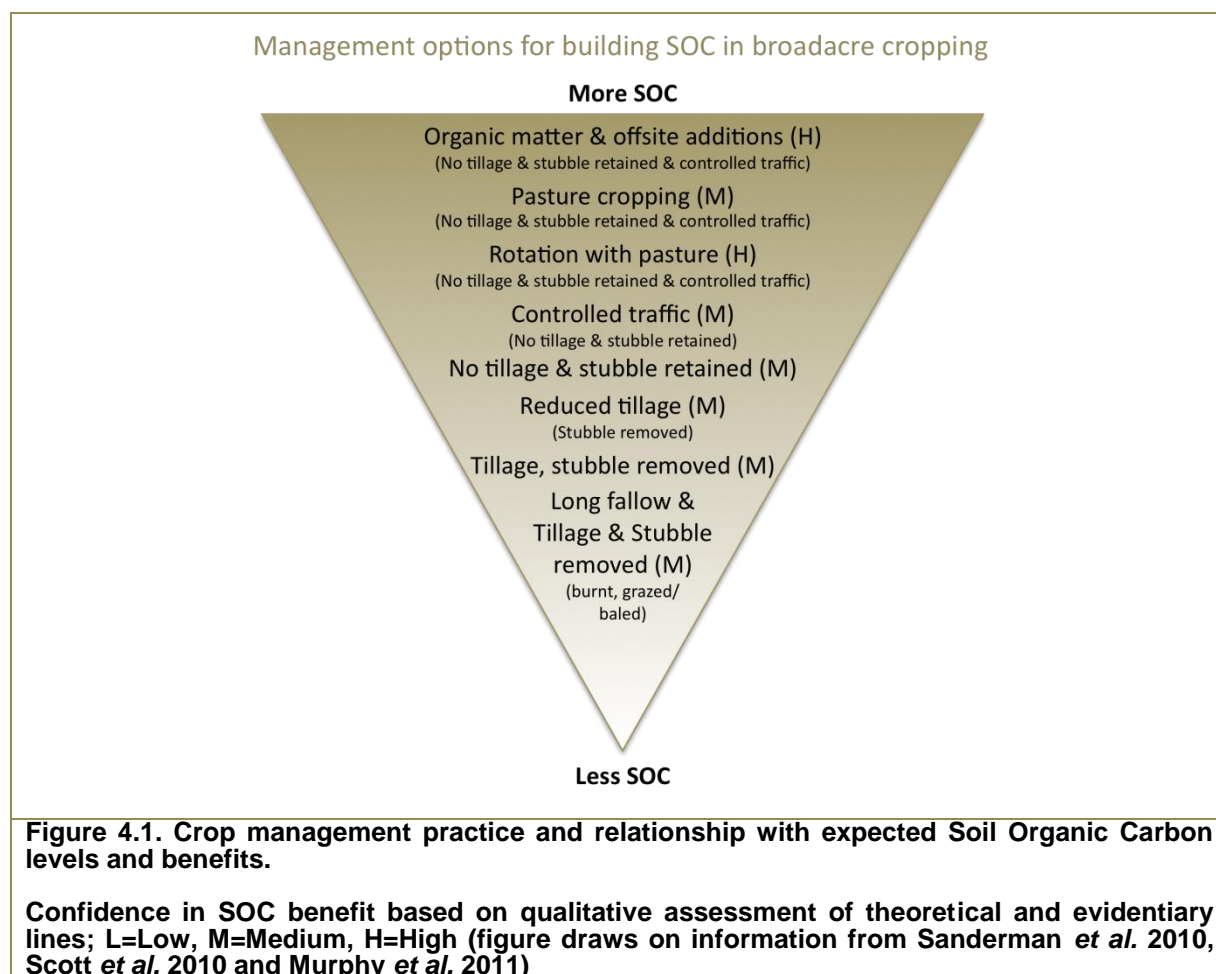 Management options for building SOC in broadacre cropping
More SOC
Organic matter & offsite additions (H)
(No tillage & stubble retained & controlled traffic)
Pasture cropping (M)
(No tillage & stubble retained & controlled traffic)
Rotation with pasture (H)
(No tillage & stubble retained & controlled traffic)
Controlled traffic (M)
(No tillage & stubble retained)
No tillage & stubble retained (M)
Reduced tillage (M)
(Stubble removed)
Tillage, stubble removed (M)
Long fallow &
Tillage & Stubble
removed (M)
(burnt, grazed/
baled)
Less SOC
Figure 4.1. Crop management practice and relationship with expected Soil Organic Carbon
levels and benefits.
Confidence in SOC benefit based on qualitative assessment of theoretical and evidentiary
lines; L=Low, M=Medium, H=High (figure draws on information from Sanderman et al. 2010,
Scott et al. 2010 and Murphy et al. 2011)